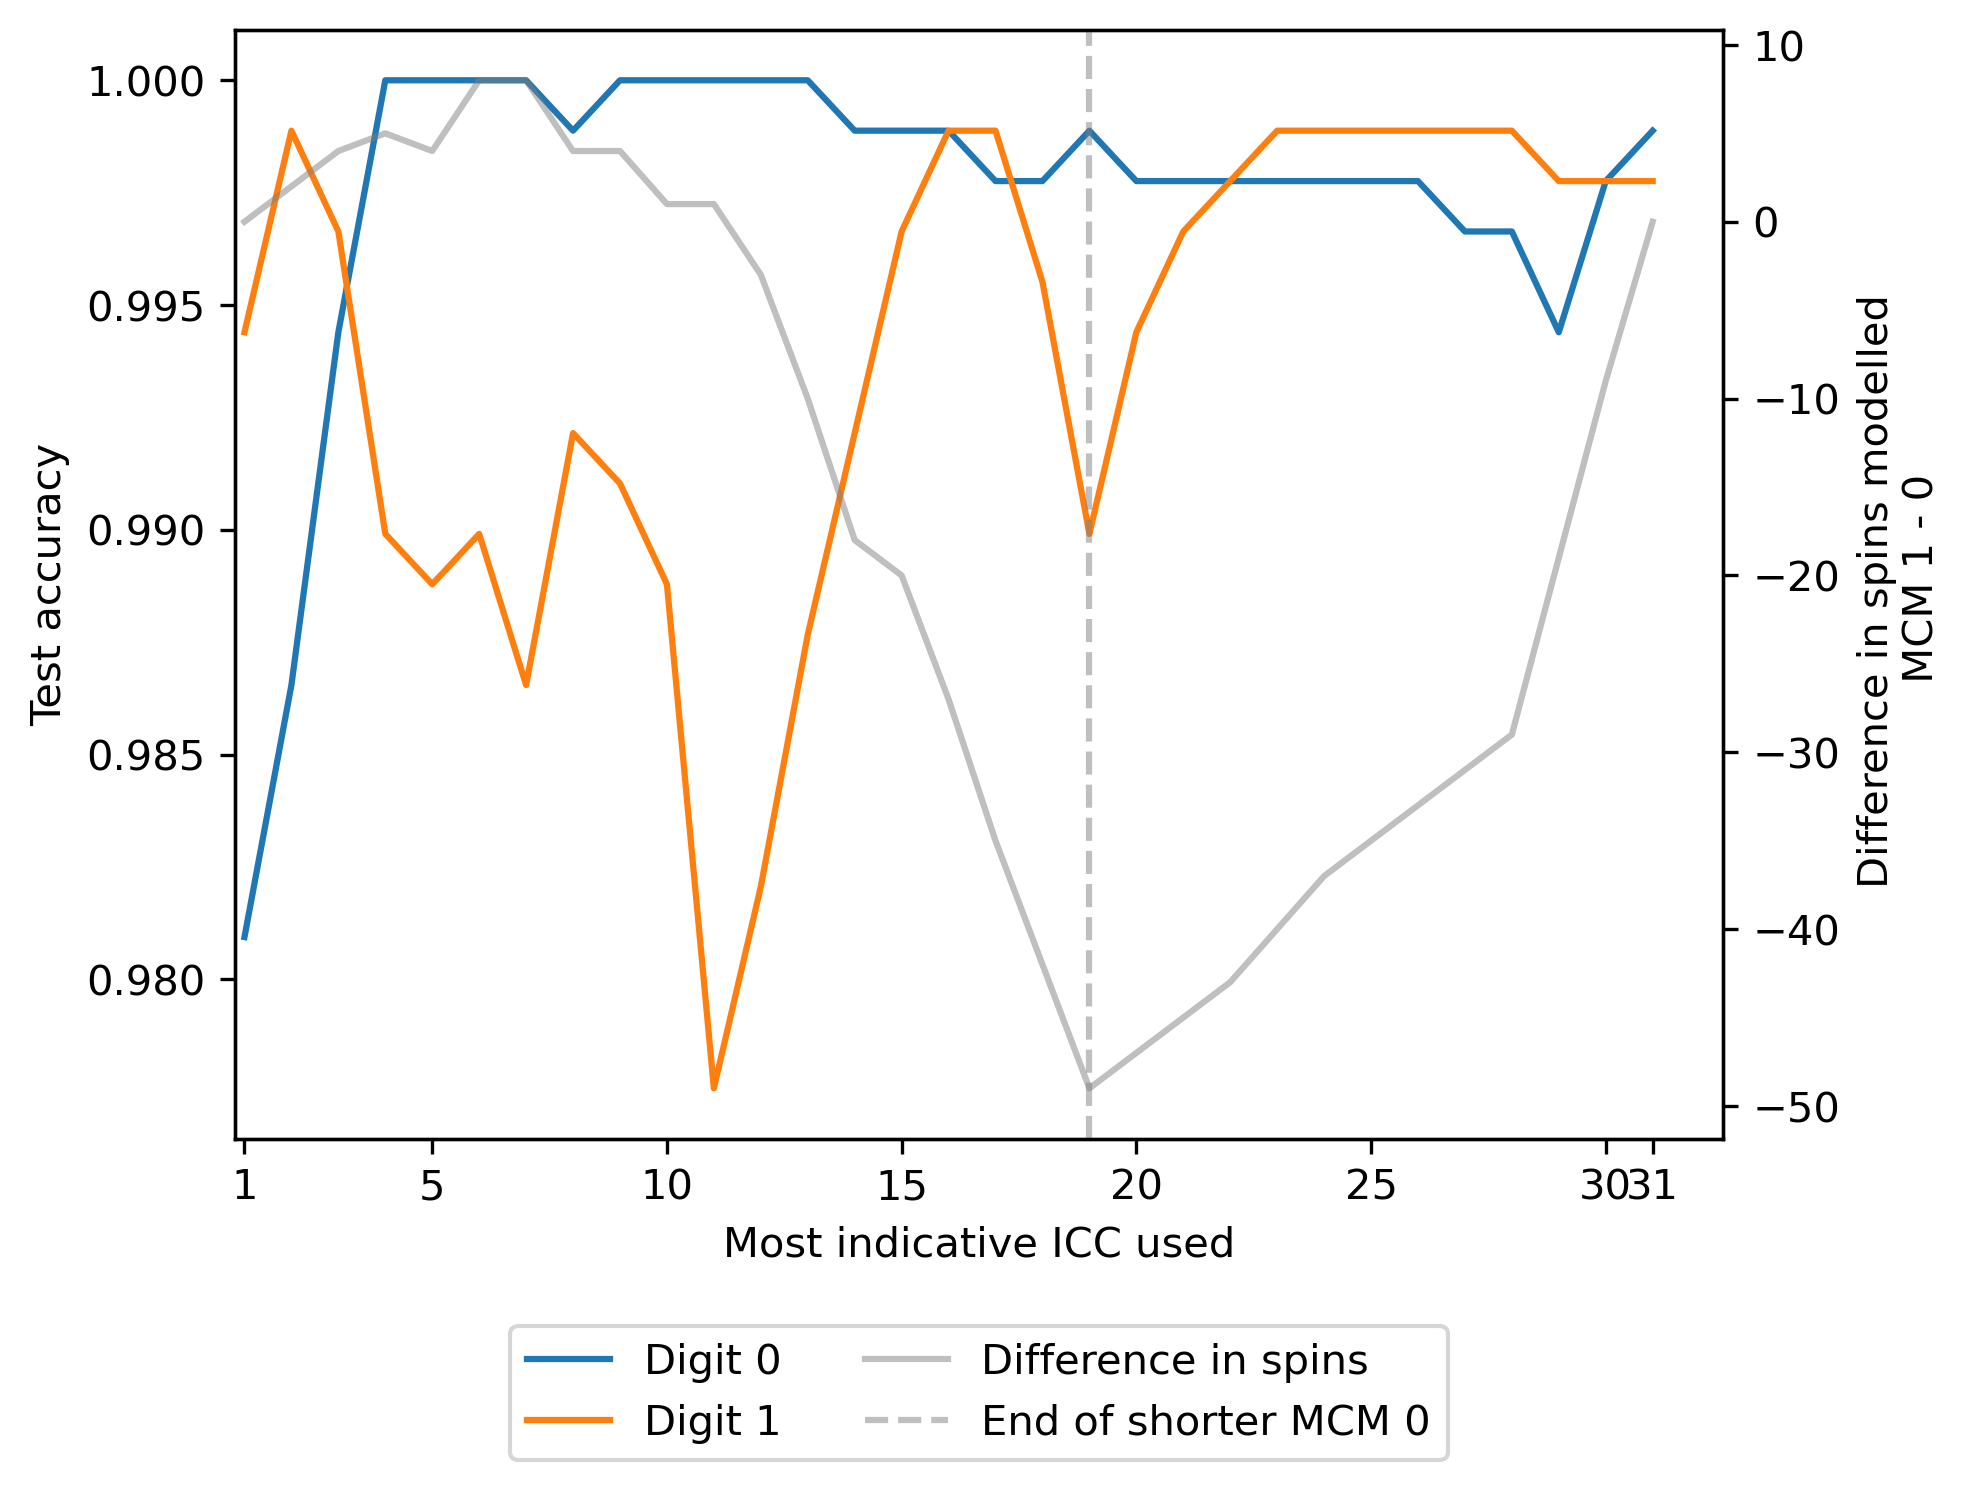 1.000
0.995
0.990
0.985
0.980
Test accuracy
10
0
−10
−20
−30
−40
−50
Difference in spins modelled
MCM 1 - 0
1 5 10 15 20 25 30 31
Most indicative ICC used
Digit 0
Digit 1
Difference in spins
End of shorter MCM 0